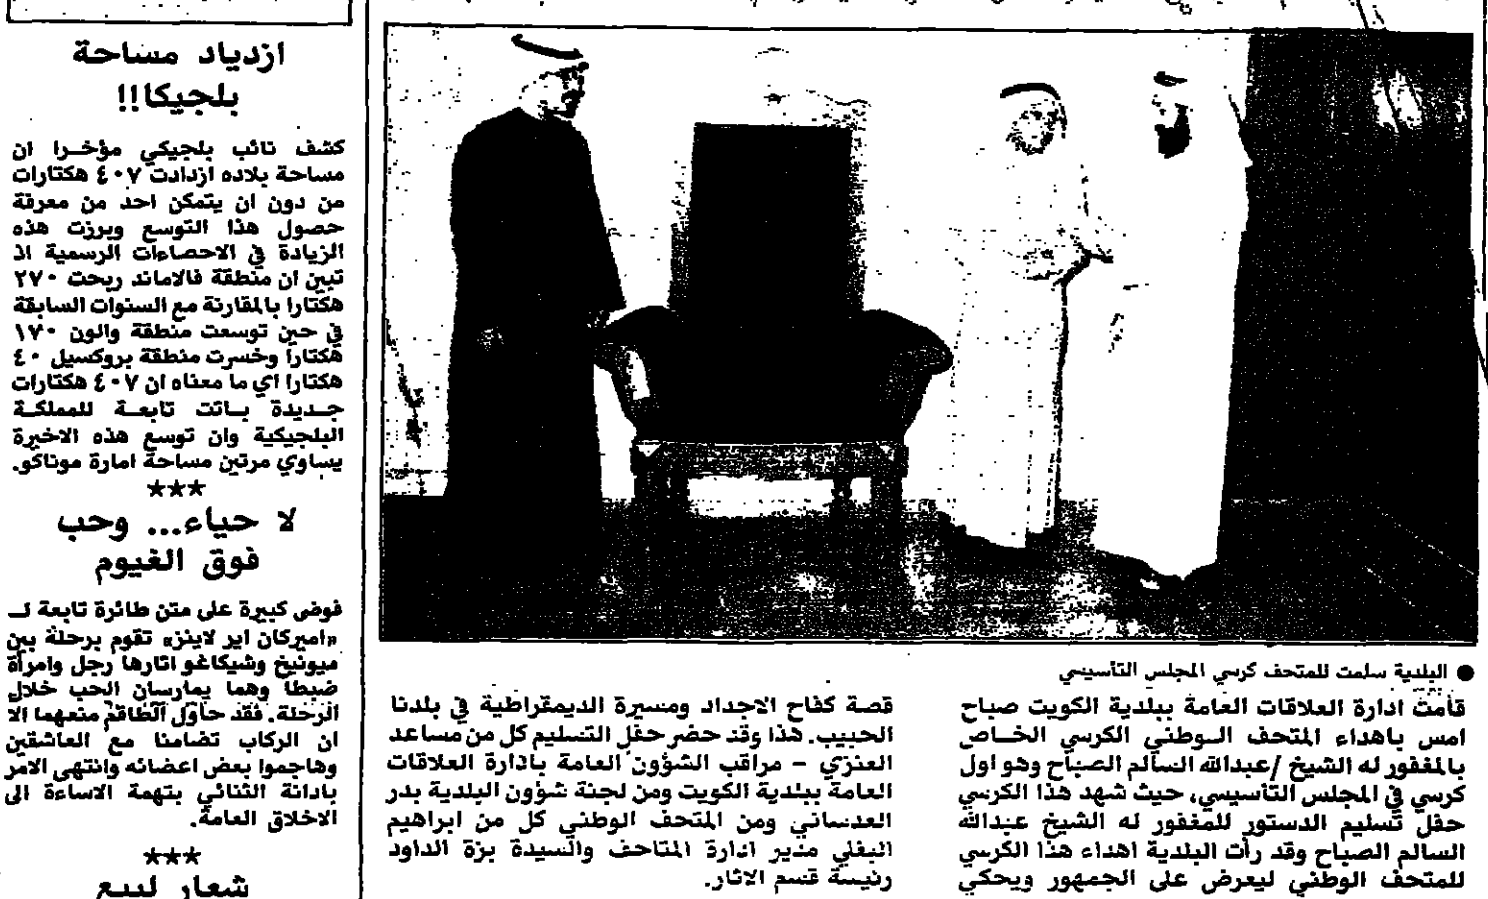 ● البلدية سلمت للمتحف كرسي المجلس التأسيسي
قامت ادارة العلاقات العامة ببلدية الكويت صباح
امس باهداء المتحف الوطني الكرسي الخاص
بالمغفور له الشيخ /عبدالله السالم الصباح وهو اول
كرسي في المجلس التأسيسي، حيث شهد هذا الكرسي
حفل تسليم الدستور للمغفور له الشيخ عبدالله
السالم الصباح وقد رأت البلدية اهداء هذا الكرسي
للمتحف الوطني ليعرض على الجمهور ويحكي
قصة كفاح الاجداد ومسيرة الديمقراطية في بلدنا
الحبيب. هذا وقد حضر حفل التسليم كل من مساعد
العنزي – مراقب الشؤون العامة بادارة العلاقات
العامة ببلدية الكويت ومن لجنة شؤون البلدية بدر
العدساني ومن المتحف الوطني كل من ابراهيم
البغلي مدير ادارة المتاحف والسيدة بزة الداود
رئيسة قسم الاثار.
ازدياد مساحة
بلجيكا!!
كشف نائب بلجيكي مؤخرا ان
مساحة بلاده ازدادت ٤٠٧ هكتارات
من دون ان يتمكن احد من معرفة
حصول هذا التوسع وبرزت هذه
الزيادة في الاحصاءات الرسمية اذ
تبين ان منطقة فالاماند ربحت ٢٧٠
هكتارا بالمقارنة مع السنوات السابقة
في حين توسعت منطقة والون ١٧٠
هكتارا وخسرت منطقة بروكسيل ٤٠
هكتارا اي ما معناه ان ٤٠٧ هكتارات
جديدة باتت تابعة للمملكة
البلجيكية وان توسع هذه الاخيرة
يساوي مرتين مساحة امارة موناكو.
★★★
لا حياء... وحب
فوق الغيوم
فوضى كبيرة على متن طائرة تابعة لـ
«اميركان اير لاينز» تقوم برحلة بين
ميونيخ وشيكاغو اثارها رجل وامرأة
ضبطا وهما يمارسان الحب خلال
الرحلة. فقد حاول الطاقم منعهما الا
ان الركاب تضامنا مع العاشقين
وهاجموا بعض اعضائه وانتهى الامر
بادانة الثنائي بتهمة الاساءة الى
الاخلاق العامة.
★★★
شعار لبيع